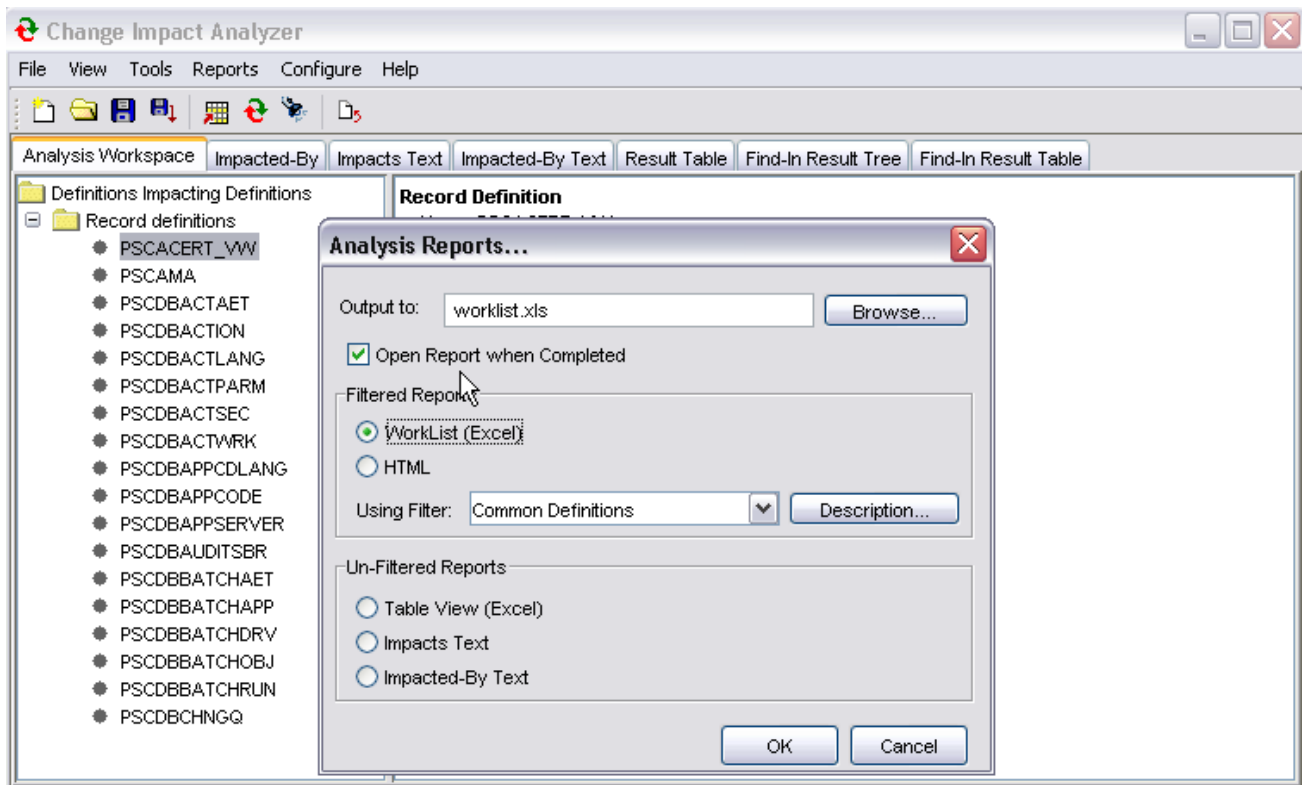 Change Impact Analyzer
File View Tools Reports Configure Help
Analysis Workspace Impacted-By Impacts Text Impacted-By Text Result Table Find-In Result Tree Find-In Result Table
Definitions Impacting Definitions
Record definitions
PSCACERT_VW
PSCAMA
PSCDBACTAET
PSCDBACTION
PSCDBACTLANG
PSCDBACTPARM
PSCDBACTSEC
PSCDBACTWRK
PSCDBAPPCDLANG
PSCDBAPPCODE
PSCDBAPPSERVER
PSCDBAUDITSBR
PSCDBBATCHAET
PSCDBBATCHAPP
PSCDBBATCHDRV
PSCDBBATCHOBJ
PSCDBBATCHRUN
PSCDBCHNGQ
Record Definition
Analysis Reports...
Output to: worklist.xls Browse...
Open Report when Completed
Filtered Reports
WorkList (Excel)
HTML
Using Filter: Common Definitions Description...
Un-Filtered Reports
Table View (Excel)
Impacts Text
Impacted-By Text
OK Cancel